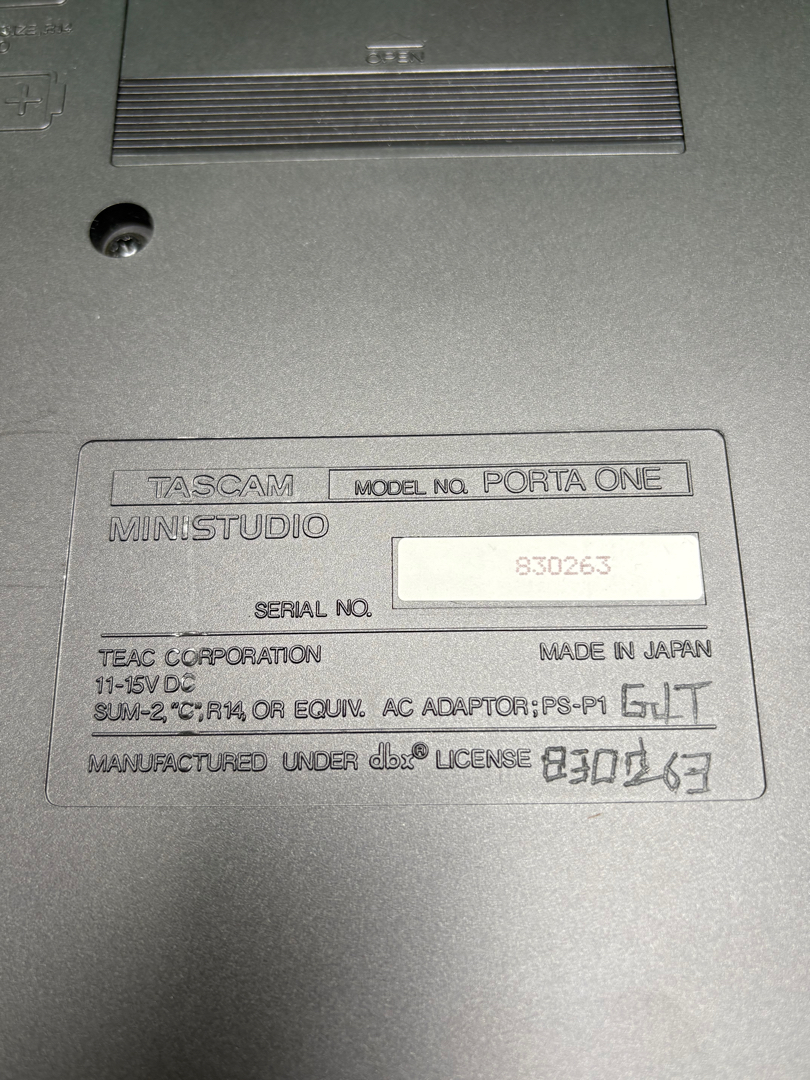 OPEN
TASCAM MODEL NO. PORTA ONE
MINISTUDIO
830263
SERIAL NO.
TEAC CORPORATION MADE IN JAPAN
11-15V DC
SUM-2, "C", R14, OR EQUIV. AC ADAPTOR; PS-P1 GJT
MANUFACTURED UNDER dbx® LICENSE 830263